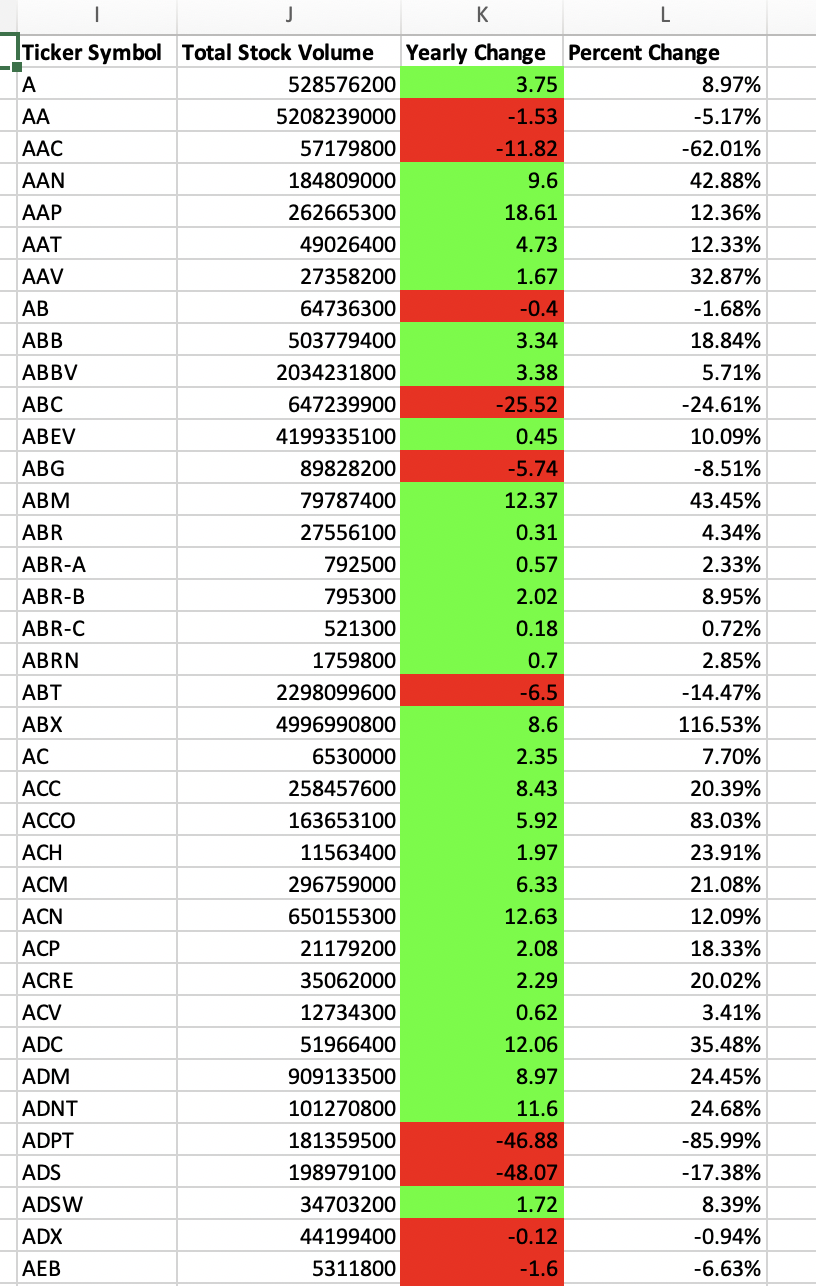 I J K L
Ticker Symbol Total Stock Volume Yearly Change Percent Change
A 528576200 3.75 8.97%
AA 5208239000 -1.53 -5.17%
AAC 57179800 -11.82 -62.01%
AAN 184809000 9.6 42.88%
AAP 262665300 18.61 12.36%
AAT 49026400 4.73 12.33%
AAV 27358200 1.67 32.87%
AB 64736300 -0.4 -1.68%
ABB 503779400 3.34 18.84%
ABBV 2034231800 3.38 5.71%
ABC 647239900 -25.52 -24.61%
ABEV 4199335100 0.45 10.09%
ABG 89828200 -5.74 -8.51%
ABM 79787400 12.37 43.45%
ABR 27556100 0.31 4.34%
ABR-A 792500 0.57 2.33%
ABR-B 795300 2.02 8.95%
ABR-C 521300 0.18 0.72%
ABRN 1759800 0.7 2.85%
ABT 2298099600 -6.5 -14.47%
ABX 4996990800 8.6 116.53%
AC 6530000 2.35 7.70%
ACC 258457600 8.43 20.39%
ACCO 163653100 5.92 83.03%
ACH 11563400 1.97 23.91%
ACM 296759000 6.33 21.08%
ACN 650155300 12.63 12.09%
ACP 21179200 2.08 18.33%
ACRE 35062000 2.29 20.02%
ACV 12734300 0.62 3.41%
ADC 51966400 12.06 35.48%
ADM 909133500 8.97 24.45%
ADNT 101270800 11.6 24.68%
ADPT 181359500 -46.88 -85.99%
ADS 198979100 -48.07 -17.38%
ADSW 34703200 1.72 8.39%
ADX 44199400 -0.12 -0.94%
AEB 5311800 -1.6 -6.63%